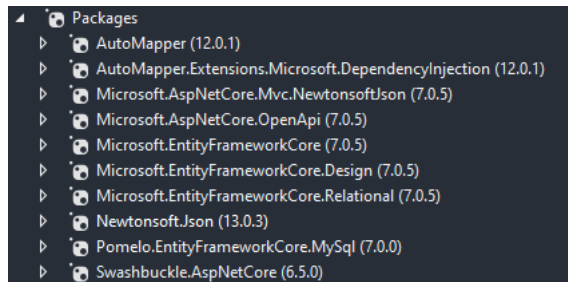 Packages
AutoMapper (12.0.1)
AutoMapper.Extensions.Microsoft.DependencyInjection (12.0.1)
Microsoft.AspNetCore.Mvc.NewtonsoftJson (7.0.5)
Microsoft.AspNetCore.OpenApi (7.0.5)
Microsoft.EntityFrameworkCore (7.0.5)
Microsoft.EntityFrameworkCore.Design (7.0.5)
Microsoft.EntityFrameworkCore.Relational (7.0.5)
Newtonsoft.Json (13.0.3)
Pomelo.EntityFrameworkCore.MySql (7.0.0)
Swashbuckle.AspNetCore (6.5.0)